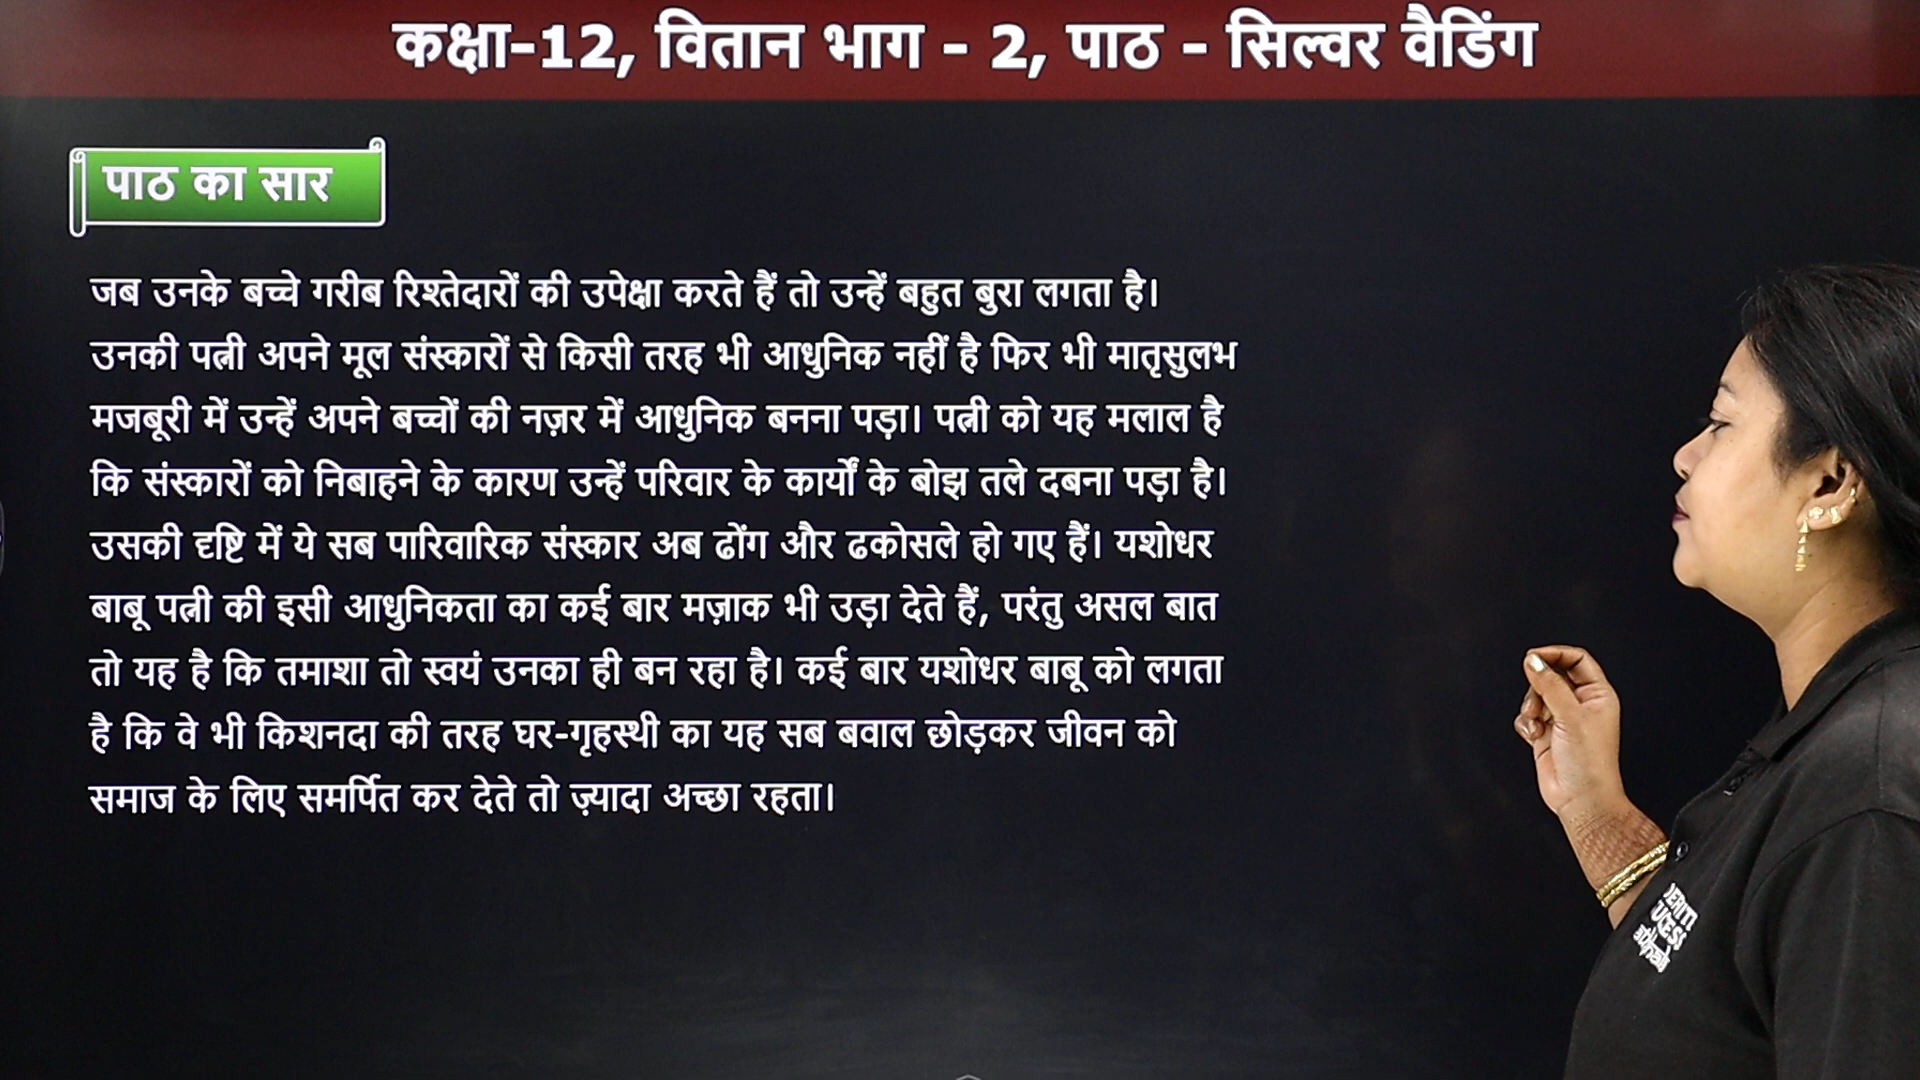 कक्षा-12, वितान भाग - 2, पाठ - सिल्वर वैडिंग
पाठ का सार
जब उनके बच्चे गरीब रिश्तेदारों की उपेक्षा करते हैं तो उन्हें बहुत बुरा लगता है।
उनकी पत्नी अपने मूल संस्कारों से किसी तरह भी आधुनिक नहीं है फिर भी मातृसुलभ
मजबूरी में उन्हें अपने बच्चों की नज़र में आधुनिक बनना पड़ा। पत्नी को यह मलाल है
कि संस्कारों को निबाहने के कारण उन्हें परिवार के कार्यों के बोझ तले दबना पड़ा है।
उसकी दृष्टि में ये सब पारिवारिक संस्कार अब ढोंग और ढकोसले हो गए हैं। यशोधर
बाबू पत्नी की इसी आधुनिकता का कई बार मज़ाक भी उड़ा देते हैं, परंतु असल बात
तो यह है कि तमाशा तो स्वयं उनका ही बन रहा है। कई बार यशोधर बाबू को लगता
है कि वे भी किशनदा की तरह घर-गृहस्थी का यह सब बवाल छोड़कर जीवन को
समाज के लिए समर्पित कर देते तो ज़्यादा अच्छा रहता।